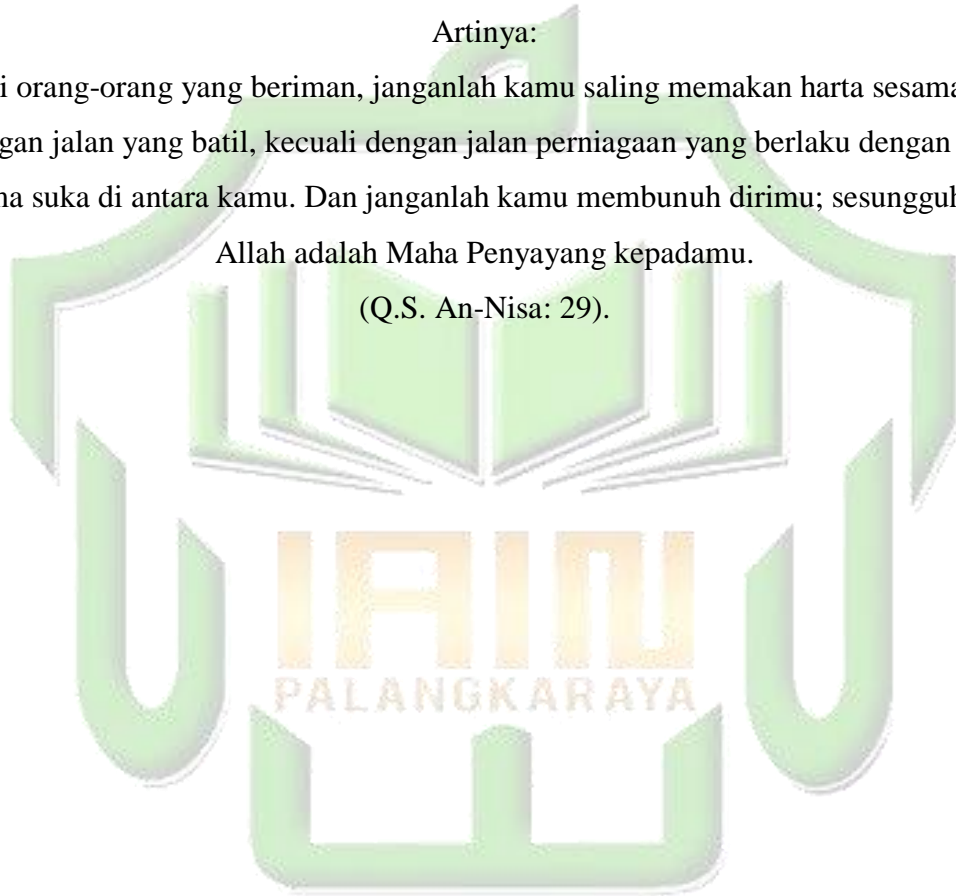 Artinya:
i orang-orang yang beriman, janganlah kamu saling memakan harta sesama
gan jalan yang batil, kecuali dengan jalan perniagaan yang berlaku dengan
na suka di antara kamu. Dan janganlah kamu membunuh dirimu; sesungguh
Allah adalah Maha Penyayang kepadamu.
(Q.S. An-Nisa: 29).
IAIN
PALANGKARAYA